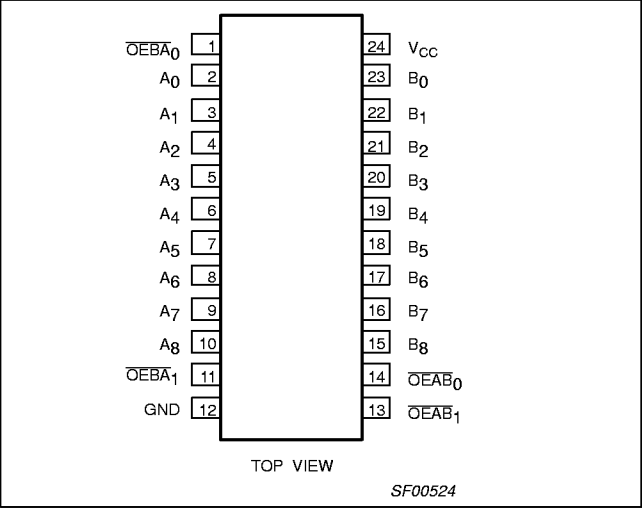 OEBA0 1 24 VCC
A0 2 23 B0
A1 3 22 B1
A2 4 21 B2
A3 5 20 B3
A4 6 19 B4
A5 7 18 B5
A6 8 17 B6
A7 9 16 B7
A8 10 15 B8
OEBA1 11 14 OEAB0
GND 12 13 OEAB1
TOP VIEW
SF00524